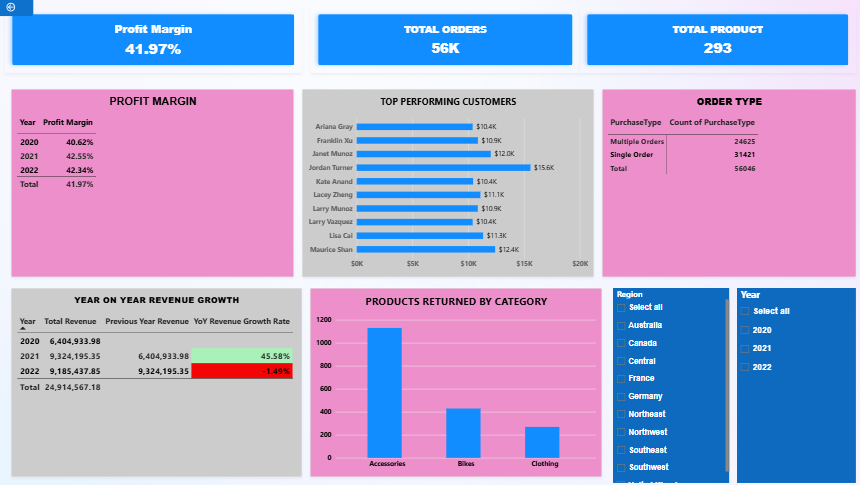 Profit Margin
41.97%
TOTAL ORDERS
56K
TOTAL PRODUCT
293
PROFIT MARGIN
Year Profit Margin
2020 40.62%
2021 42.55%
2022 42.34%
Total 41.97%
TOP PERFORMING CUSTOMERS
Ariana Gray $10.4K
Franklin Xu $10.9K
Janet Munoz $12.0K
Jordan Turner $15.6K
Kate Anand $10.4K
Lacey Zheng $11.1K
Larry Munoz $10.9K
Larry Vazquez $10.4K
Lisa Cai $11.3K
Maurice Shan $12.4K
$0K $5K $10K $15K $20K
ORDER TYPE
PurchaseType Count of PurchaseType
Multiple Orders 24625
Single Order 31421
Total 56046
YEAR ON YEAR REVENUE GROWTH
Year Total Revenue Previous Year Revenue YoY Revenue Growth Rate
2020 6,404,933.98
2021 9,324,195.35 6,404,933.98 45.58%
2022 9,185,437.85 9,324,195.35 -1.49%
Total 24,914,567.18
PRODUCTS RETURNED BY CATEGORY
1200
1000
800
600
400
200
0
Accessories Bikes Clothing
Region
Select all
Australia
Canada
Central
France
Germany
Northeast
Northwest
Southeast
Southwest
Year
Select all
2020
2021
2022